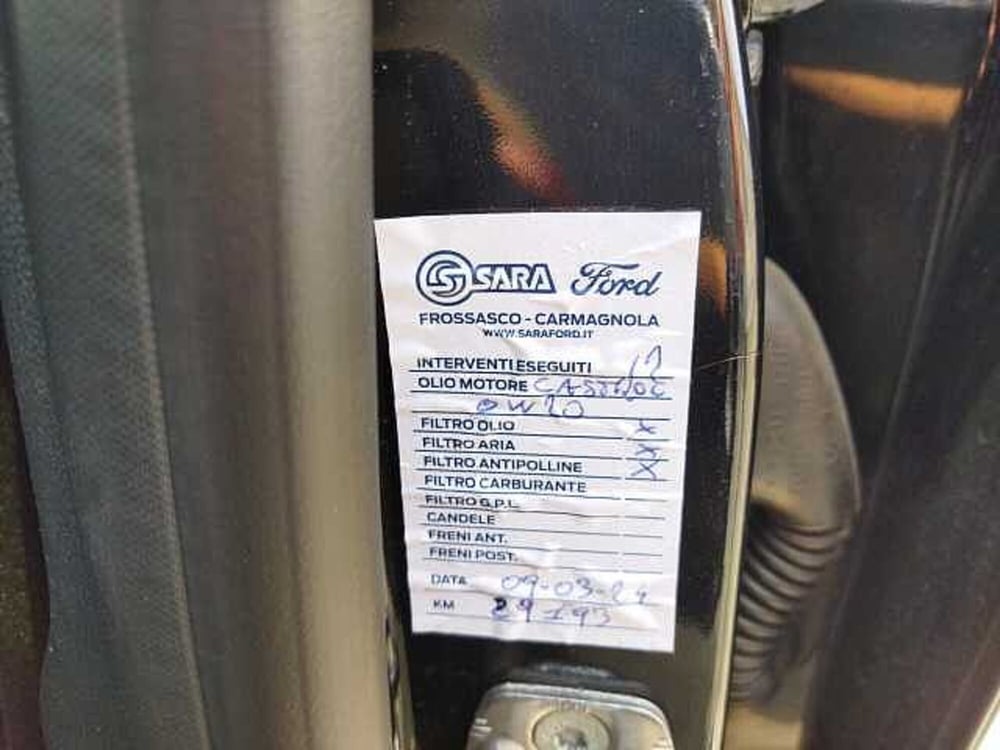 SARA Ford
FROSSASCO - CARMAGNOLA
WWW.SARAFORD.IT
INTERVENTI ESEGUITI
OLIO MOTORE CASTROL
0W20
FILTRO OLIO X
FILTRO ARIA X
FILTRO ANTIPOLLINE X
FILTRO CARBURANTE
FILTRO G.P.L.
CANDELE
FRENI ANT.
FRENI POST.
DATA 09-03-24
KM 29193